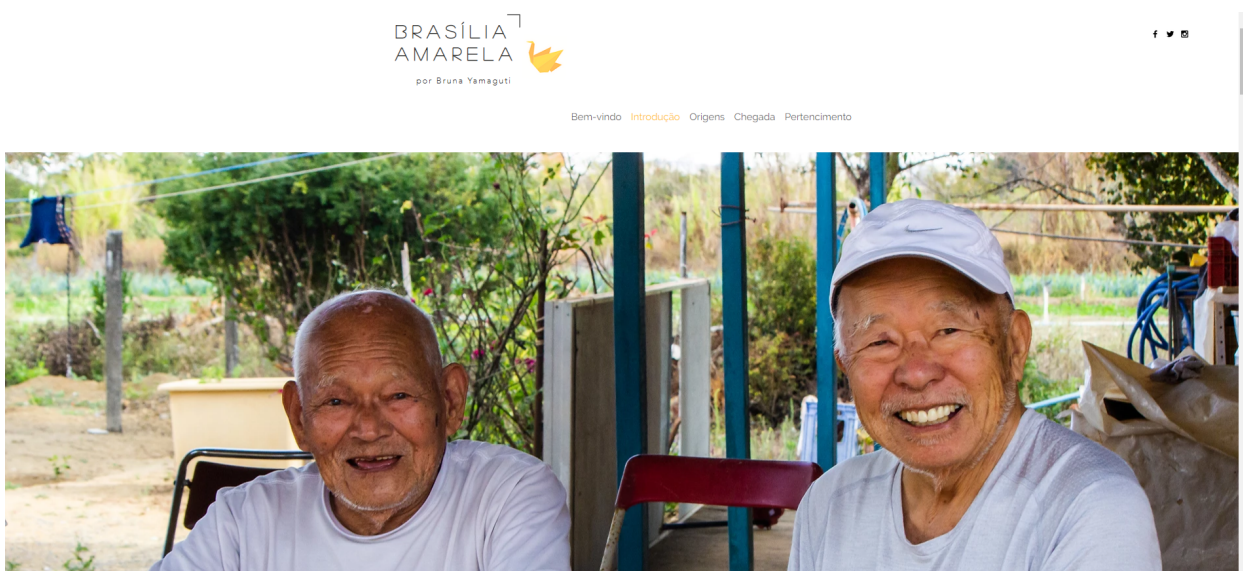 BRASÍLIA
AMARELA
por Bruna Yamaguti
Bem-vindo Introdução Origens Chegada Pertencimento